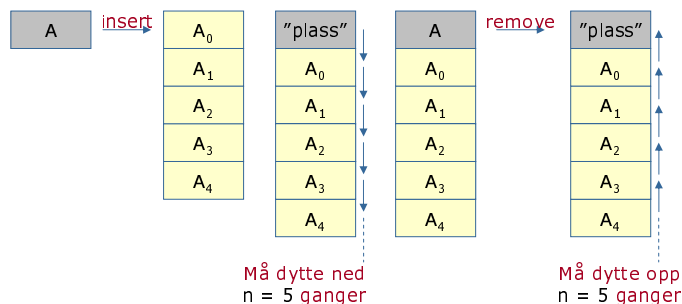 A
insert
A0
A1
A2
A3
A4
”plass”
A0
A1
A2
A3
A4
Må dytte ned
n = 5 ganger
A
A0
A1
A2
A3
A4
remove
”plass”
A0
A1
A2
A3
A4
Må dytte opp
n = 5 ganger